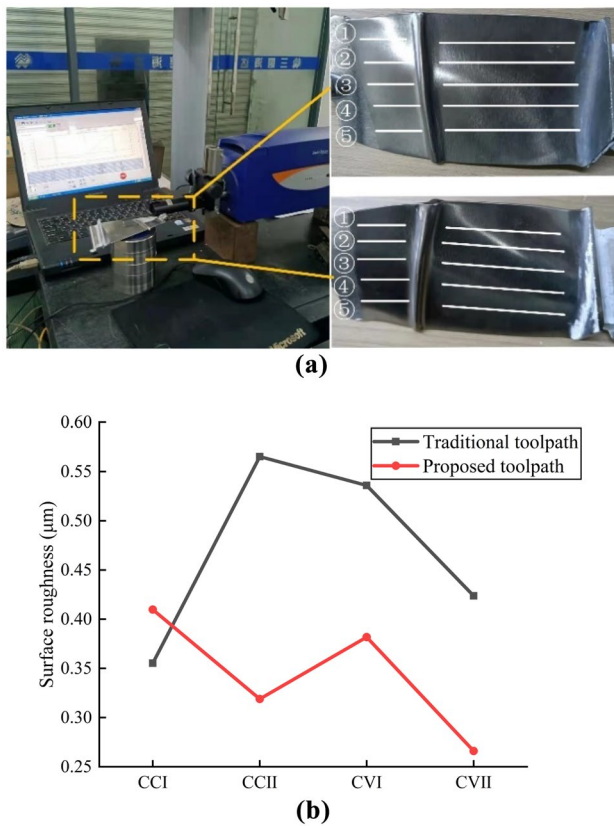 ①
②
③
④
⑤
①
②
③
④
⑤
Microsoft
(a)
0.60
0.55
0.50
0.45
0.40
0.35
0.30
0.25
Surface roughness (μm)
Traditional toolpath
Proposed toolpath
CCI CCII CVI CVII
(b)